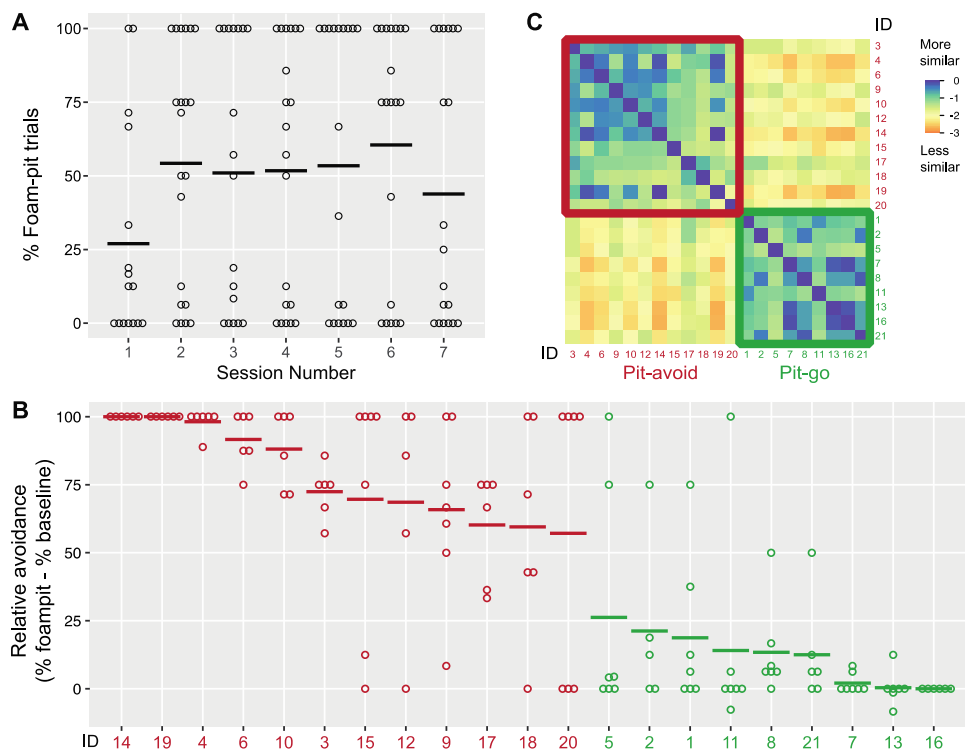 A
% Foam-pit trials
100
75
50
25
0
1 2 3 4 5 6 7
Session Number
C
ID
3
4
6
9
10
12
14
15
17
18
19
20
1
2
5
7
8
11
13
16
21
ID
3 4 6 9 10 12 14 15 17 18 19 20 1 2 5 7 8 11 13 16 21
Pit-avoid Pit-go
More
similar
0
-1
-2
-3
Less
similar
B
Relative avoidance
(% foampit - % baseline)
100
75
50
25
0
ID 14 19 4 6 10 3 15 12 9 17 18 20 5 2 1 11 8 21 7 13 16